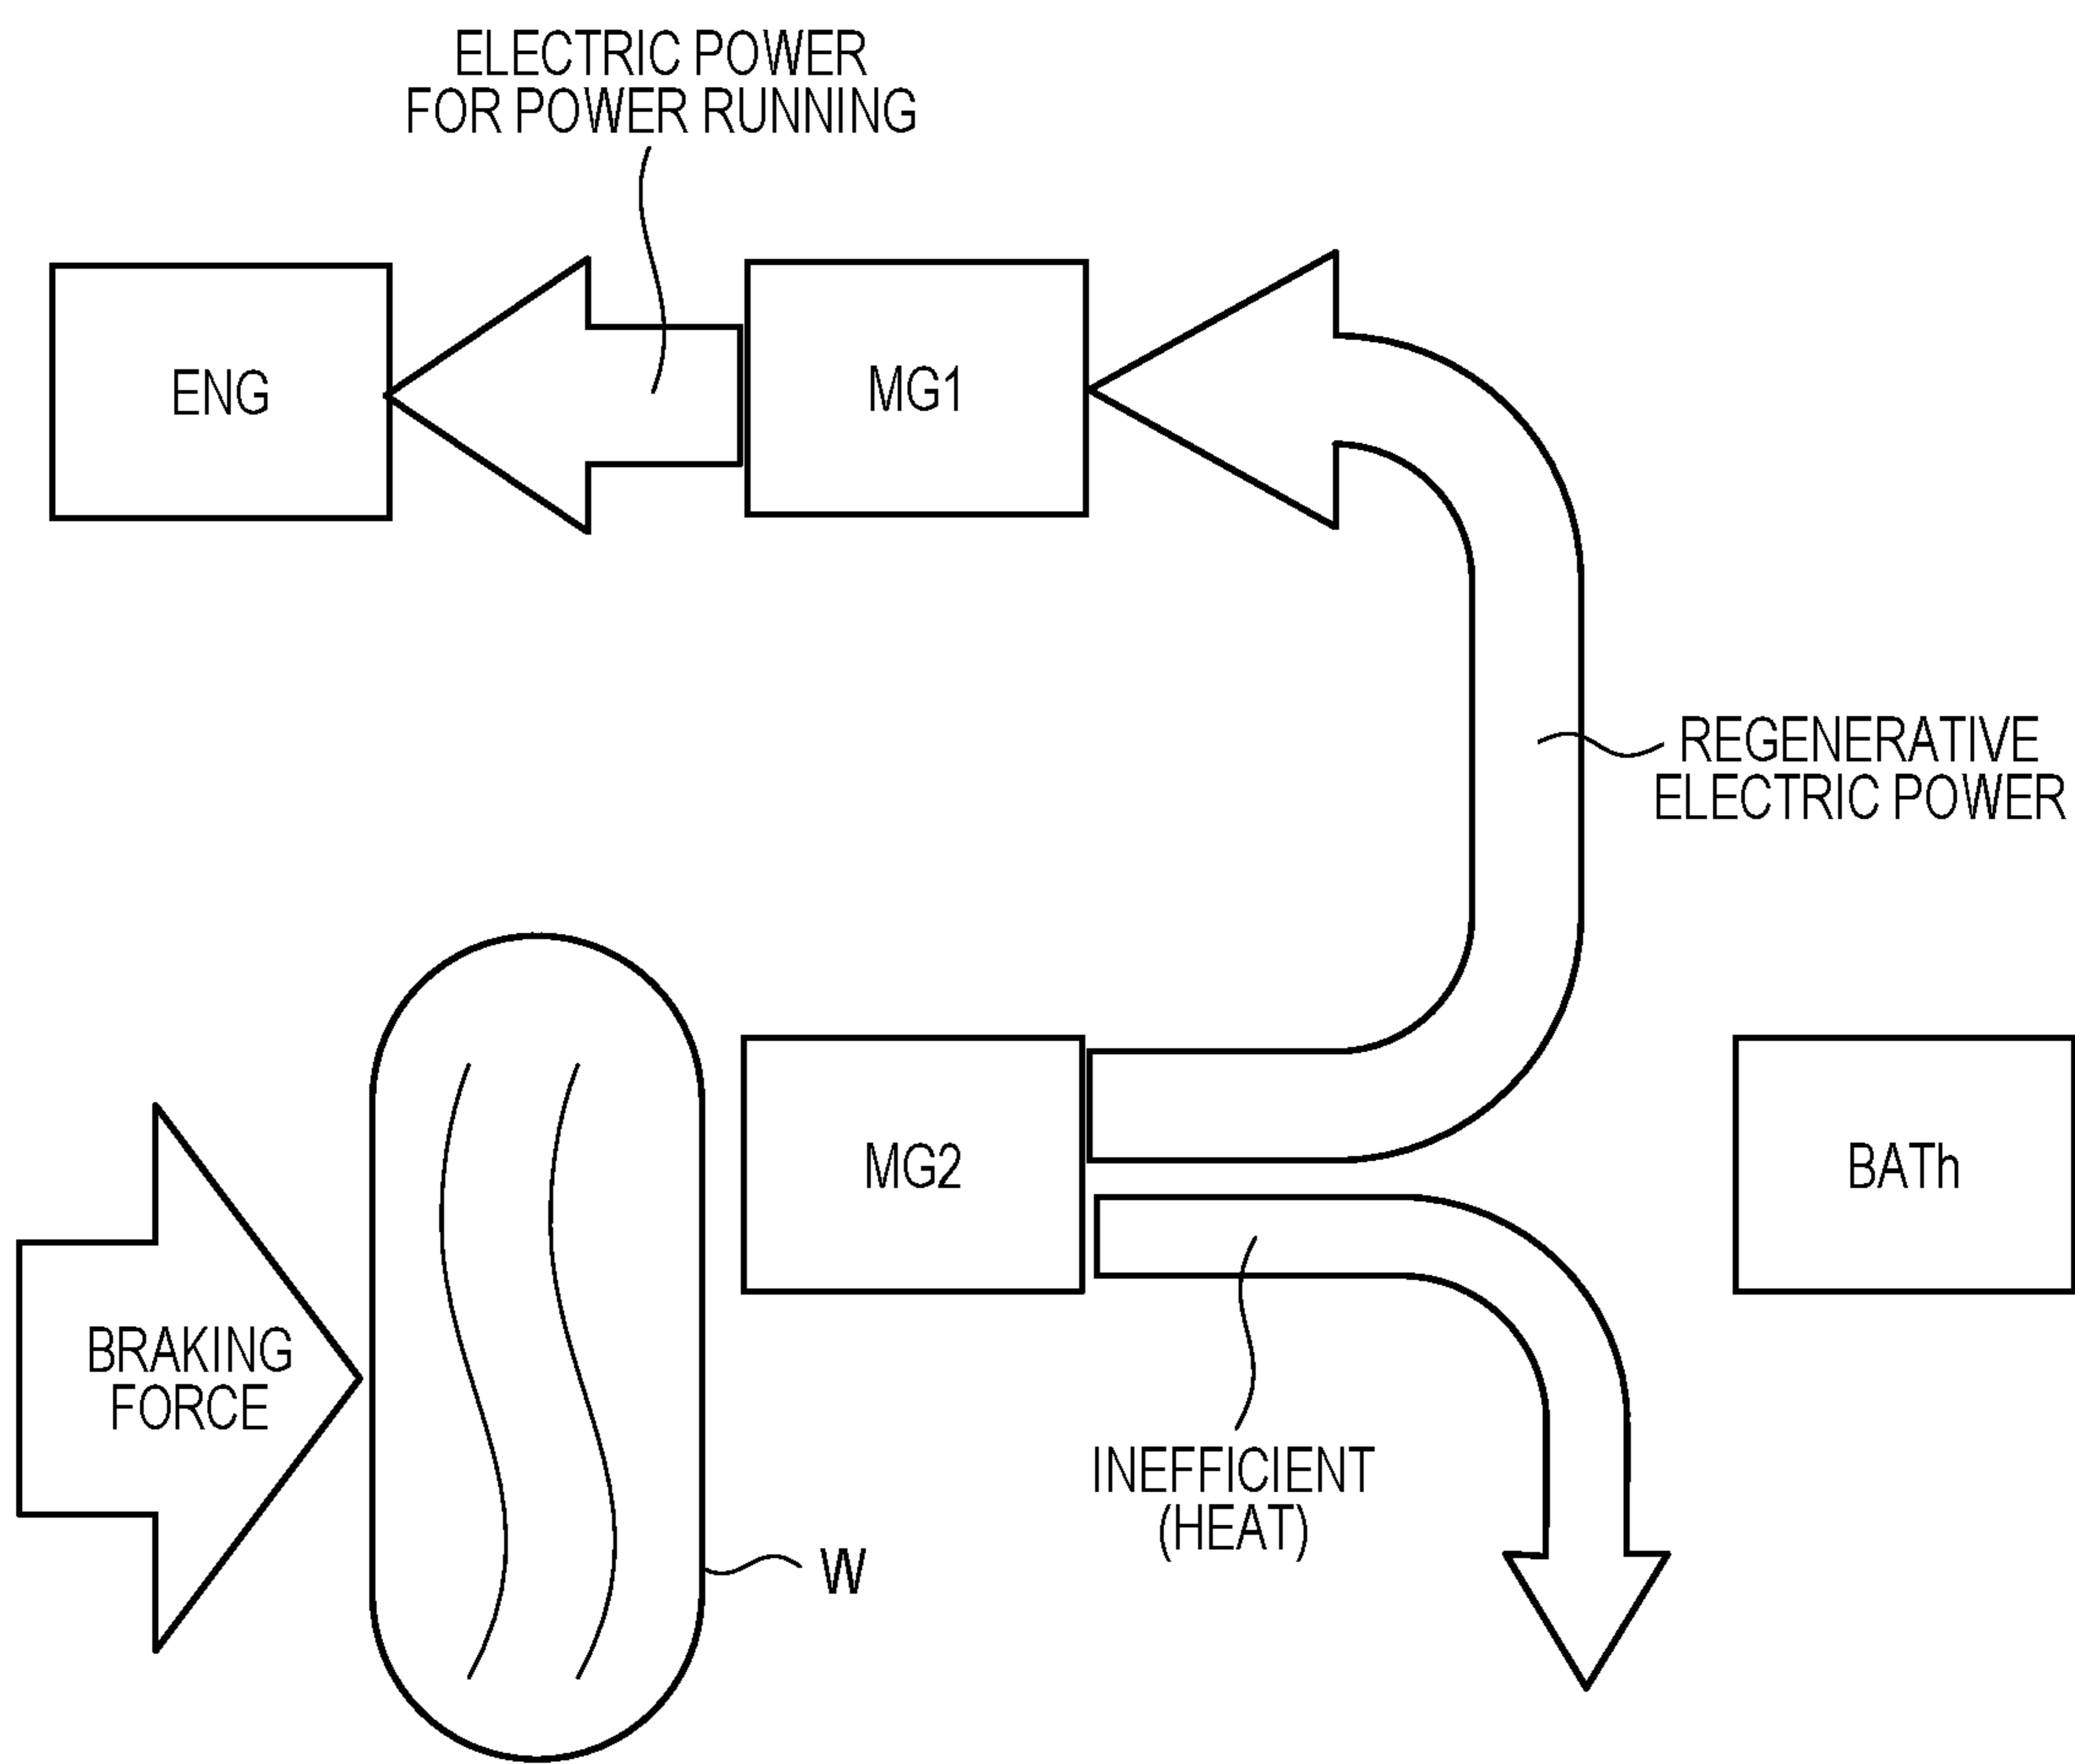 ELECTRIC POWER
FOR POWER RUNNING
ENG
MG1
REGENERATIVE
ELECTRIC POWER
MG2
BATh
BRAKING
FORCE
INEFFICIENT
(HEAT)
W